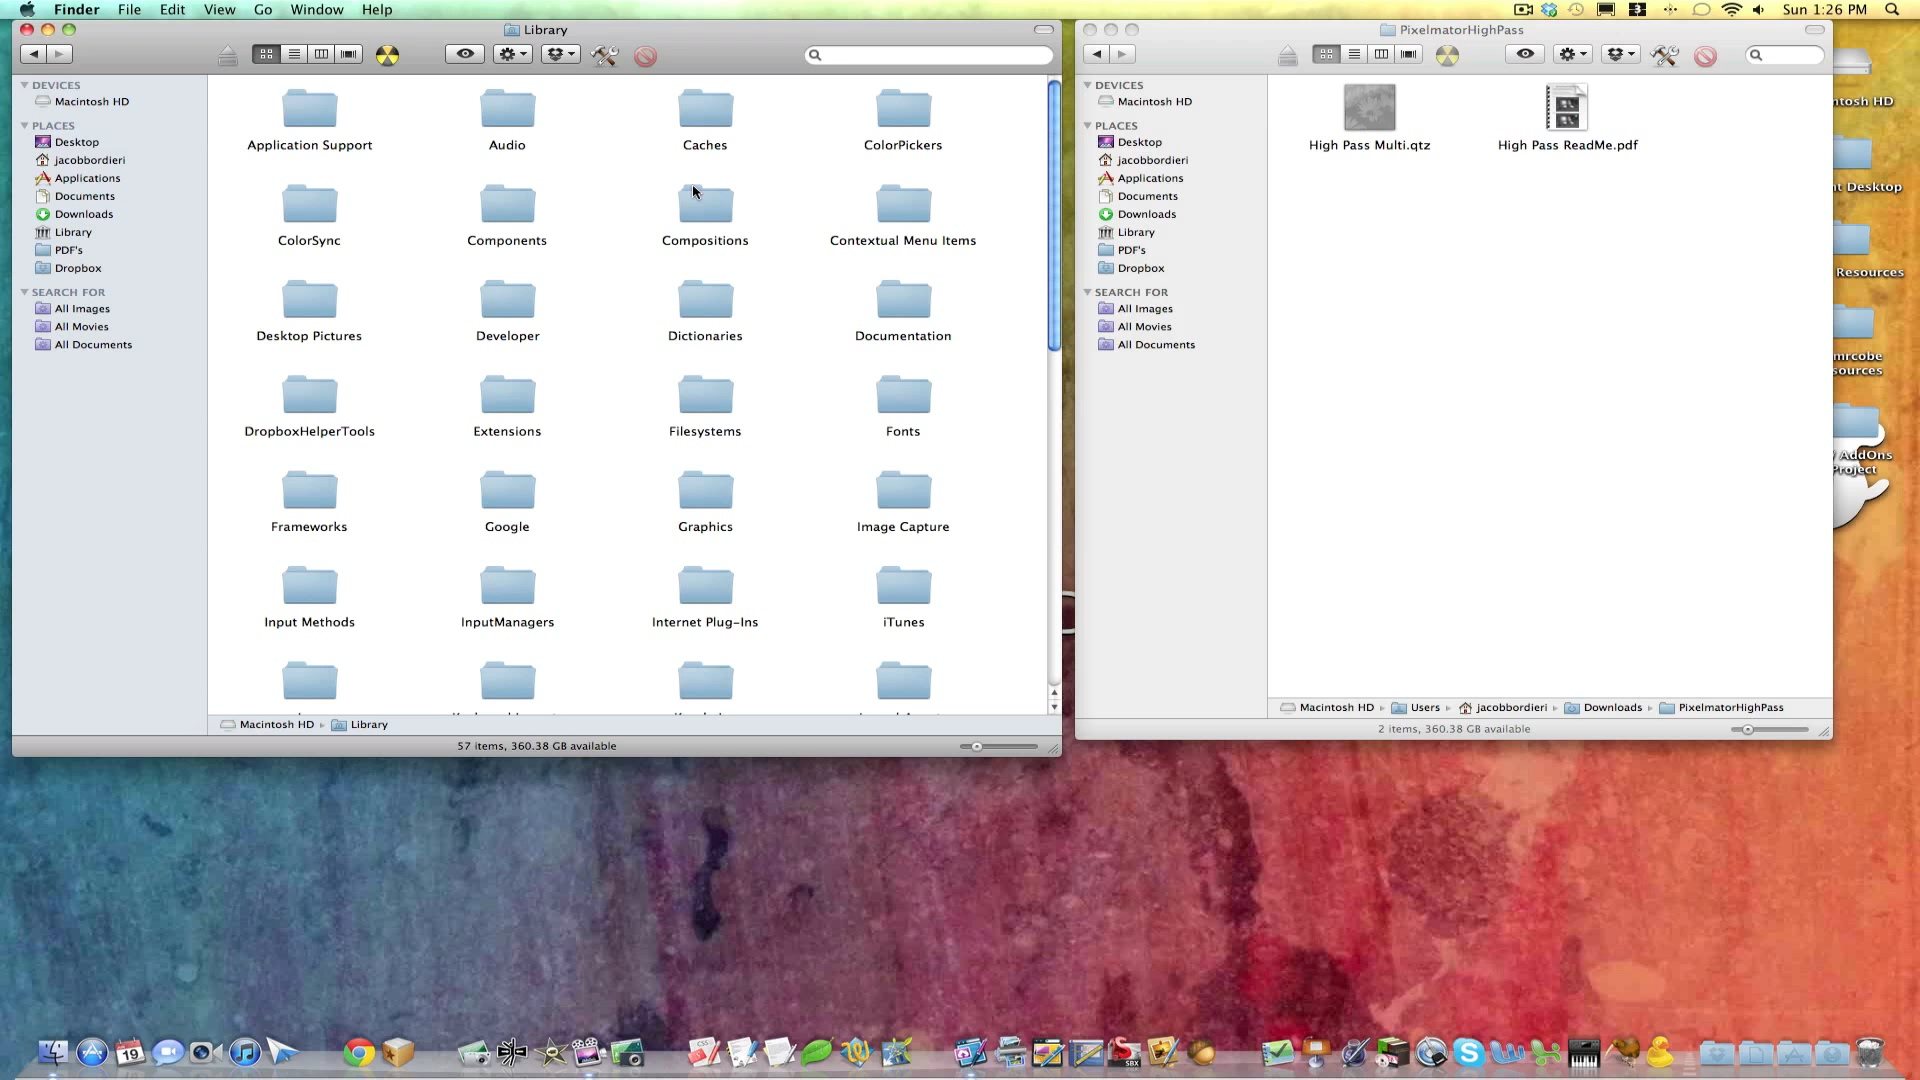 Finder File Edit View Go Window Help
Sun 1:26 PM
Library
DEVICES
Macintosh HD
PLACES
Desktop
jacobbordieri
Applications
Documents
Downloads
Library
PDF's
Dropbox
SEARCH FOR
All Images
All Movies
All Documents
Application Support Audio Caches ColorPickers
ColorSync Components Compositions Contextual Menu Items
Desktop Pictures Developer Dictionaries Documentation
DropboxHelperTools Extensions Filesystems Fonts
Frameworks Google Graphics Image Capture
Input Methods InputManagers Internet Plug-Ins iTunes
Macintosh HD Library
57 items, 360.38 GB available
PixelmatorHighPass
DEVICES
Macintosh HD
PLACES
Desktop
jacobbordieri
Applications
Documents
Downloads
Library
PDF's
Dropbox
SEARCH FOR
All Images
All Movies
All Documents
High Pass Multi.qtz High Pass ReadMe.pdf
Macintosh HD Users jacobbordieri Downloads PixelmatorHighPass
2 items, 360.38 GB available
ntosh HD
t Desktop
Resources
mrcobe
sources
AddOns
Project
19
CSS
SBX